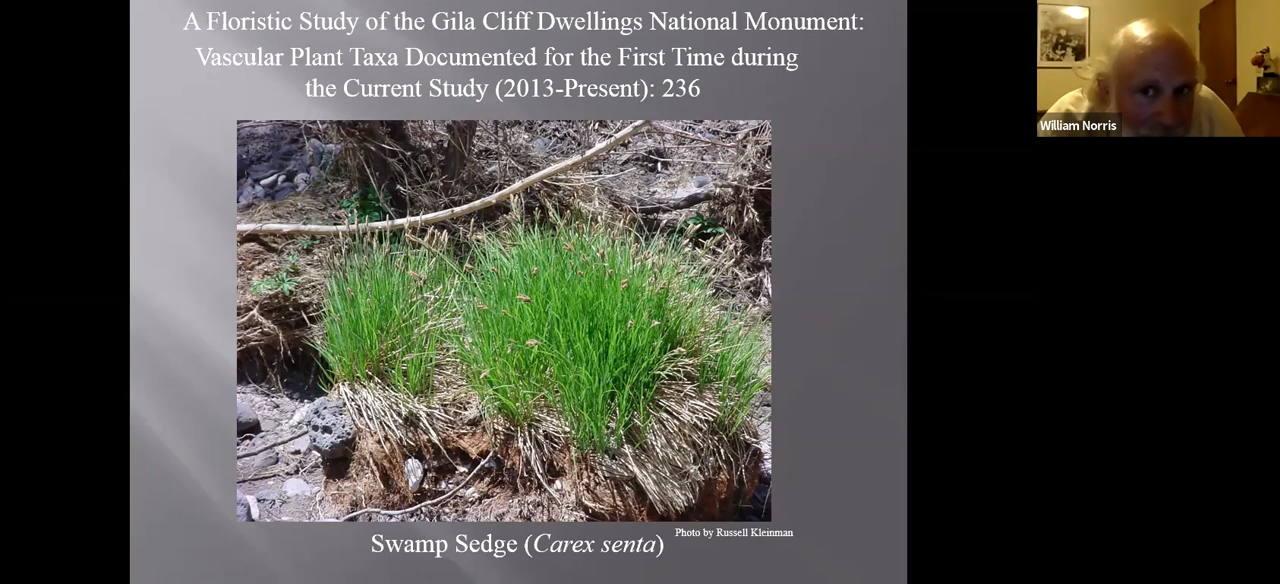 A Floristic Study of the Gila Cliff Dwellings National Monument:
Vascular Plant Taxa Documented for the First Time during
the Current Study (2013-Present): 236
William Norris
Photo by Russell Kleinman
Swamp Sedge (Carex senta)